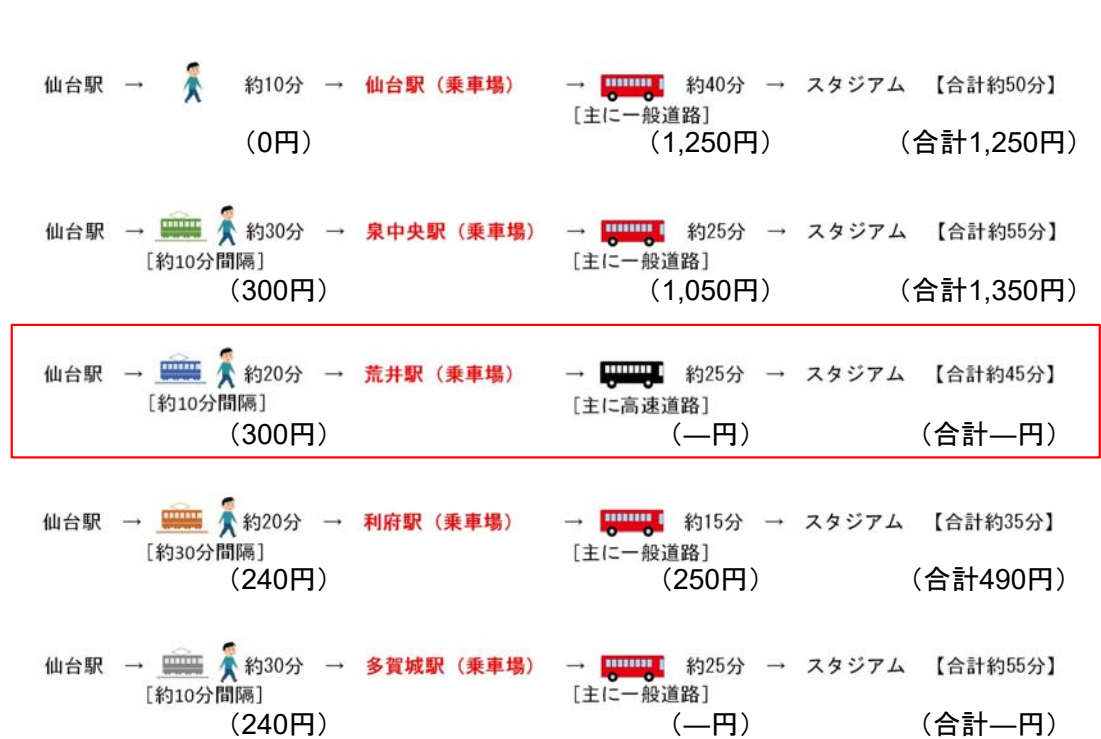 仙台駅 → 約10分 → 仙台駅（乗車場） → 約40分 → スタジアム 【合計約50分】
［主に一般道路］
（0円） （1,250円） （合計1,250円）
仙台駅 → 約30分 → 泉中央駅（乗車場） → 約25分 → スタジアム 【合計約55分】
［約10分間隔］ ［主に一般道路］
（300円） （1,050円） （合計1,350円）
仙台駅 → 約20分 → 荒井駅（乗車場） → 約25分 → スタジアム 【合計約45分】
［約10分間隔］ ［主に高速道路］
（300円） （―円） （合計―円）
仙台駅 → 約20分 → 利府駅（乗車場） → 約15分 → スタジアム 【合計約35分】
［約30分間隔］ ［主に一般道路］
（240円） （250円） （合計490円）
仙台駅 → 約30分 → 多賀城駅（乗車場） → 約25分 → スタジアム 【合計約55分】
［約10分間隔］ ［主に一般道路］
（240円） （―円） （合計―円）